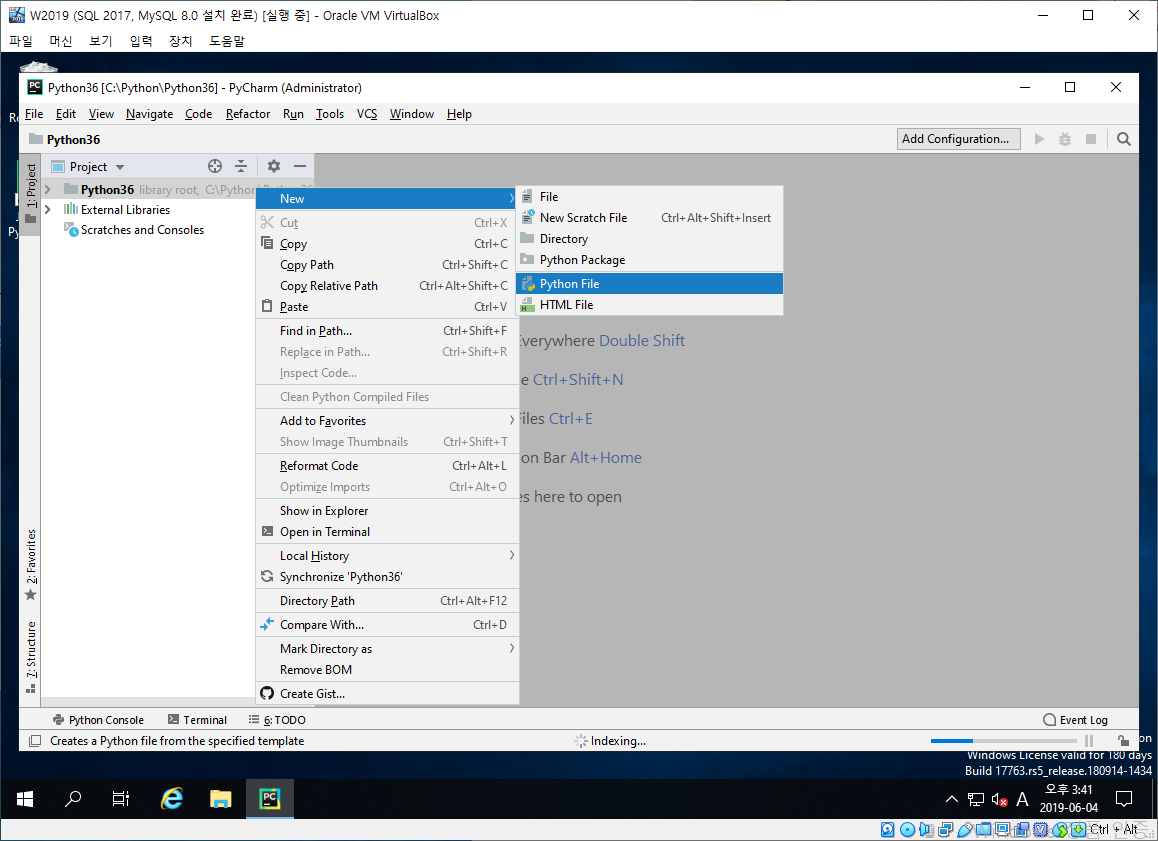 W2019 (SQL 2017, MySQL 8.0 설치 완료) [실행 중] - Oracle VM VirtualBox
파일 머신 보기 입력 장치 도움말
Python36 [C:\Python\Python36] - PyCharm (Administrator)
File Edit View Navigate Code Refactor Run Tools VCS Window Help
Python36 Add Configuration...
1: Project
Project
Python36 library root, C:\Python\Python36
External Libraries
Scratches and Consoles
New
Cut Ctrl+X
Copy Ctrl+C
Copy Path Ctrl+Shift+C
Copy Relative Path Ctrl+Alt+Shift+C
Paste Ctrl+V
Find in Path... Ctrl+Shift+F
Replace in Path... Ctrl+Shift+R
Inspect Code...
Clean Python Compiled Files
Add to Favorites
Show Image Thumbnails Ctrl+Shift+T
Reformat Code Ctrl+Alt+L
Optimize Imports Ctrl+Alt+O
Show in Explorer
Open in Terminal
Local History
Synchronize 'Python36'
Directory Path Ctrl+Alt+F12
Compare With... Ctrl+D
Mark Directory as
Remove BOM
Create Gist...
File
New Scratch File Ctrl+Alt+Shift+Insert
Directory
Python Package
Python File
HTML File
Everywhere Double Shift
e Ctrl+Shift+N
Files Ctrl+E
on Bar Alt+Home
es here to open
2: Favorites
7: Structure
Python Console Terminal 6: TODO Event Log
Creates a Python file from the specified template Indexing...
Windows License valid for 180 days
Build 17763.rs5_release.180914-1434
A 오후 3:41
2019-06-04
Ctrl + Alt